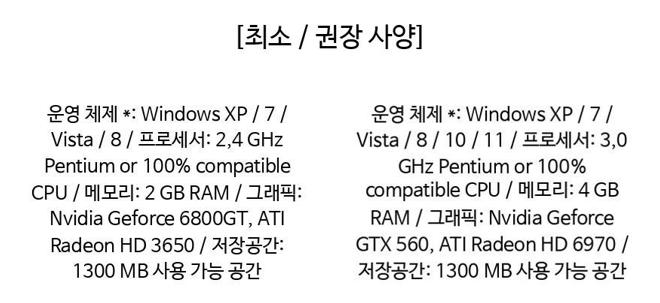 [최소 / 권장 사양]
운영 체제 *: Windows XP / 7 /
Vista / 8 / 프로세서: 2,4 GHz
Pentium or 100% compatible
CPU / 메모리: 2 GB RAM / 그래픽:
Nvidia Geforce 6800GT, ATI
Radeon HD 3650 / 저장공간:
1300 MB 사용 가능 공간
운영 체제 *: Windows XP / 7 /
Vista / 8 / 10 / 11 / 프로세서: 3,0
GHz Pentium or 100%
compatible CPU / 메모리: 4 GB
RAM / 그래픽: Nvidia Geforce
GTX 560, ATI Radeon HD 6970 /
저장공간: 1300 MB 사용 가능 공간